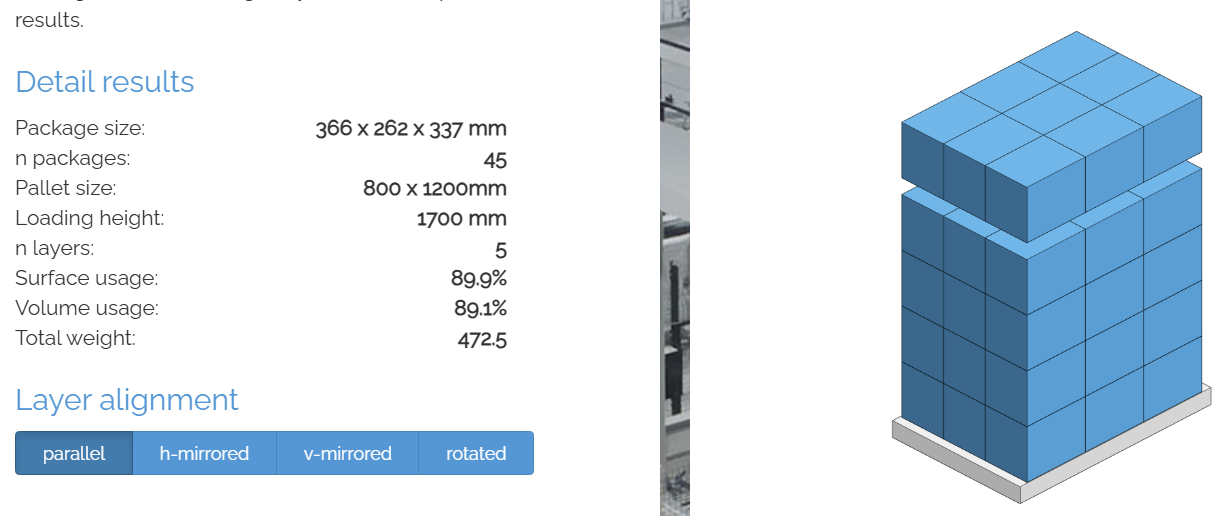 results.
Detail results
Package size: 366 x 262 x 337 mm
n packages: 45
Pallet size: 800 x 1200mm
Loading height: 1700 mm
n layers: 5
Surface usage: 89.9%
Volume usage: 89.1%
Total weight: 472.5
Layer alignment
parallel h-mirrored v-mirrored rotated